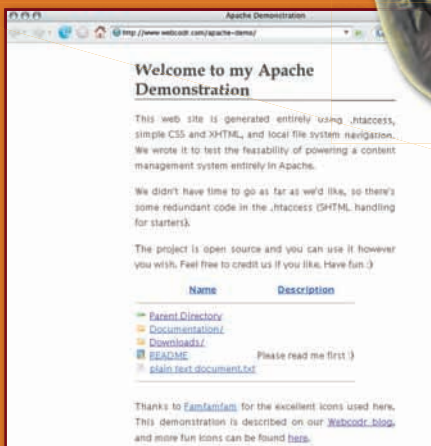 Apache Demonstration
http://www.webcodr.com/apache-demo/
Welcome to my Apache
Demonstration
This web site is generated entirely using .htaccess,
simple CSS and XHTML, and local file system navigation.
We wrote it to test the feasability of powering a content
management system entirely in Apache.
We didn't have time to go as far as we'd like, so there's
some redundant code in the .htaccess (SHTML handling
for starters).
The project is open source and you can use it however
you wish. Feel free to credit us if you like. Have fun :)
Name Description
Parent Directory
Documentation/
Downloads/
README Please read me first :)
plain text document.txt
Thanks to Famfamfam for the excellent icons used here.
This demonstration is described on our Webcodr blog,
and more fun icons can be found here.